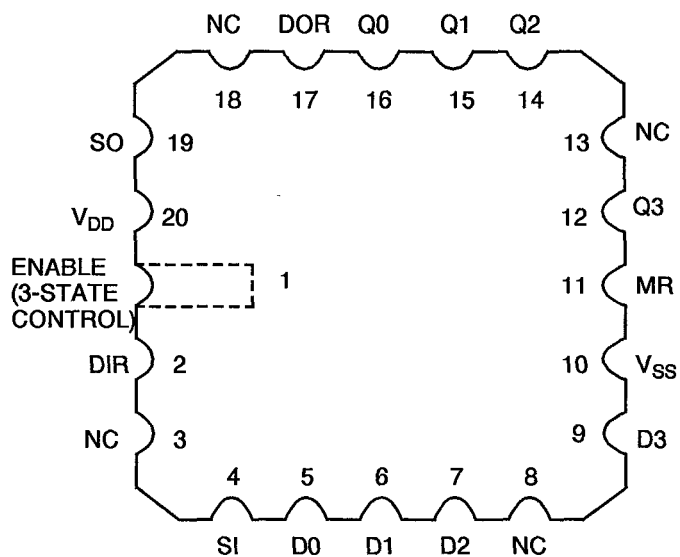 NC DOR Q0 Q1 Q2
18 17 16 15 14
SO 19 13 NC
V_DD 20 12 Q3
ENABLE
(3-STATE
CONTROL) 1 11 MR
DIR 2 10 V_SS
NC 3 9 D3
4 5 6 7 8
SI D0 D1 D2 NC